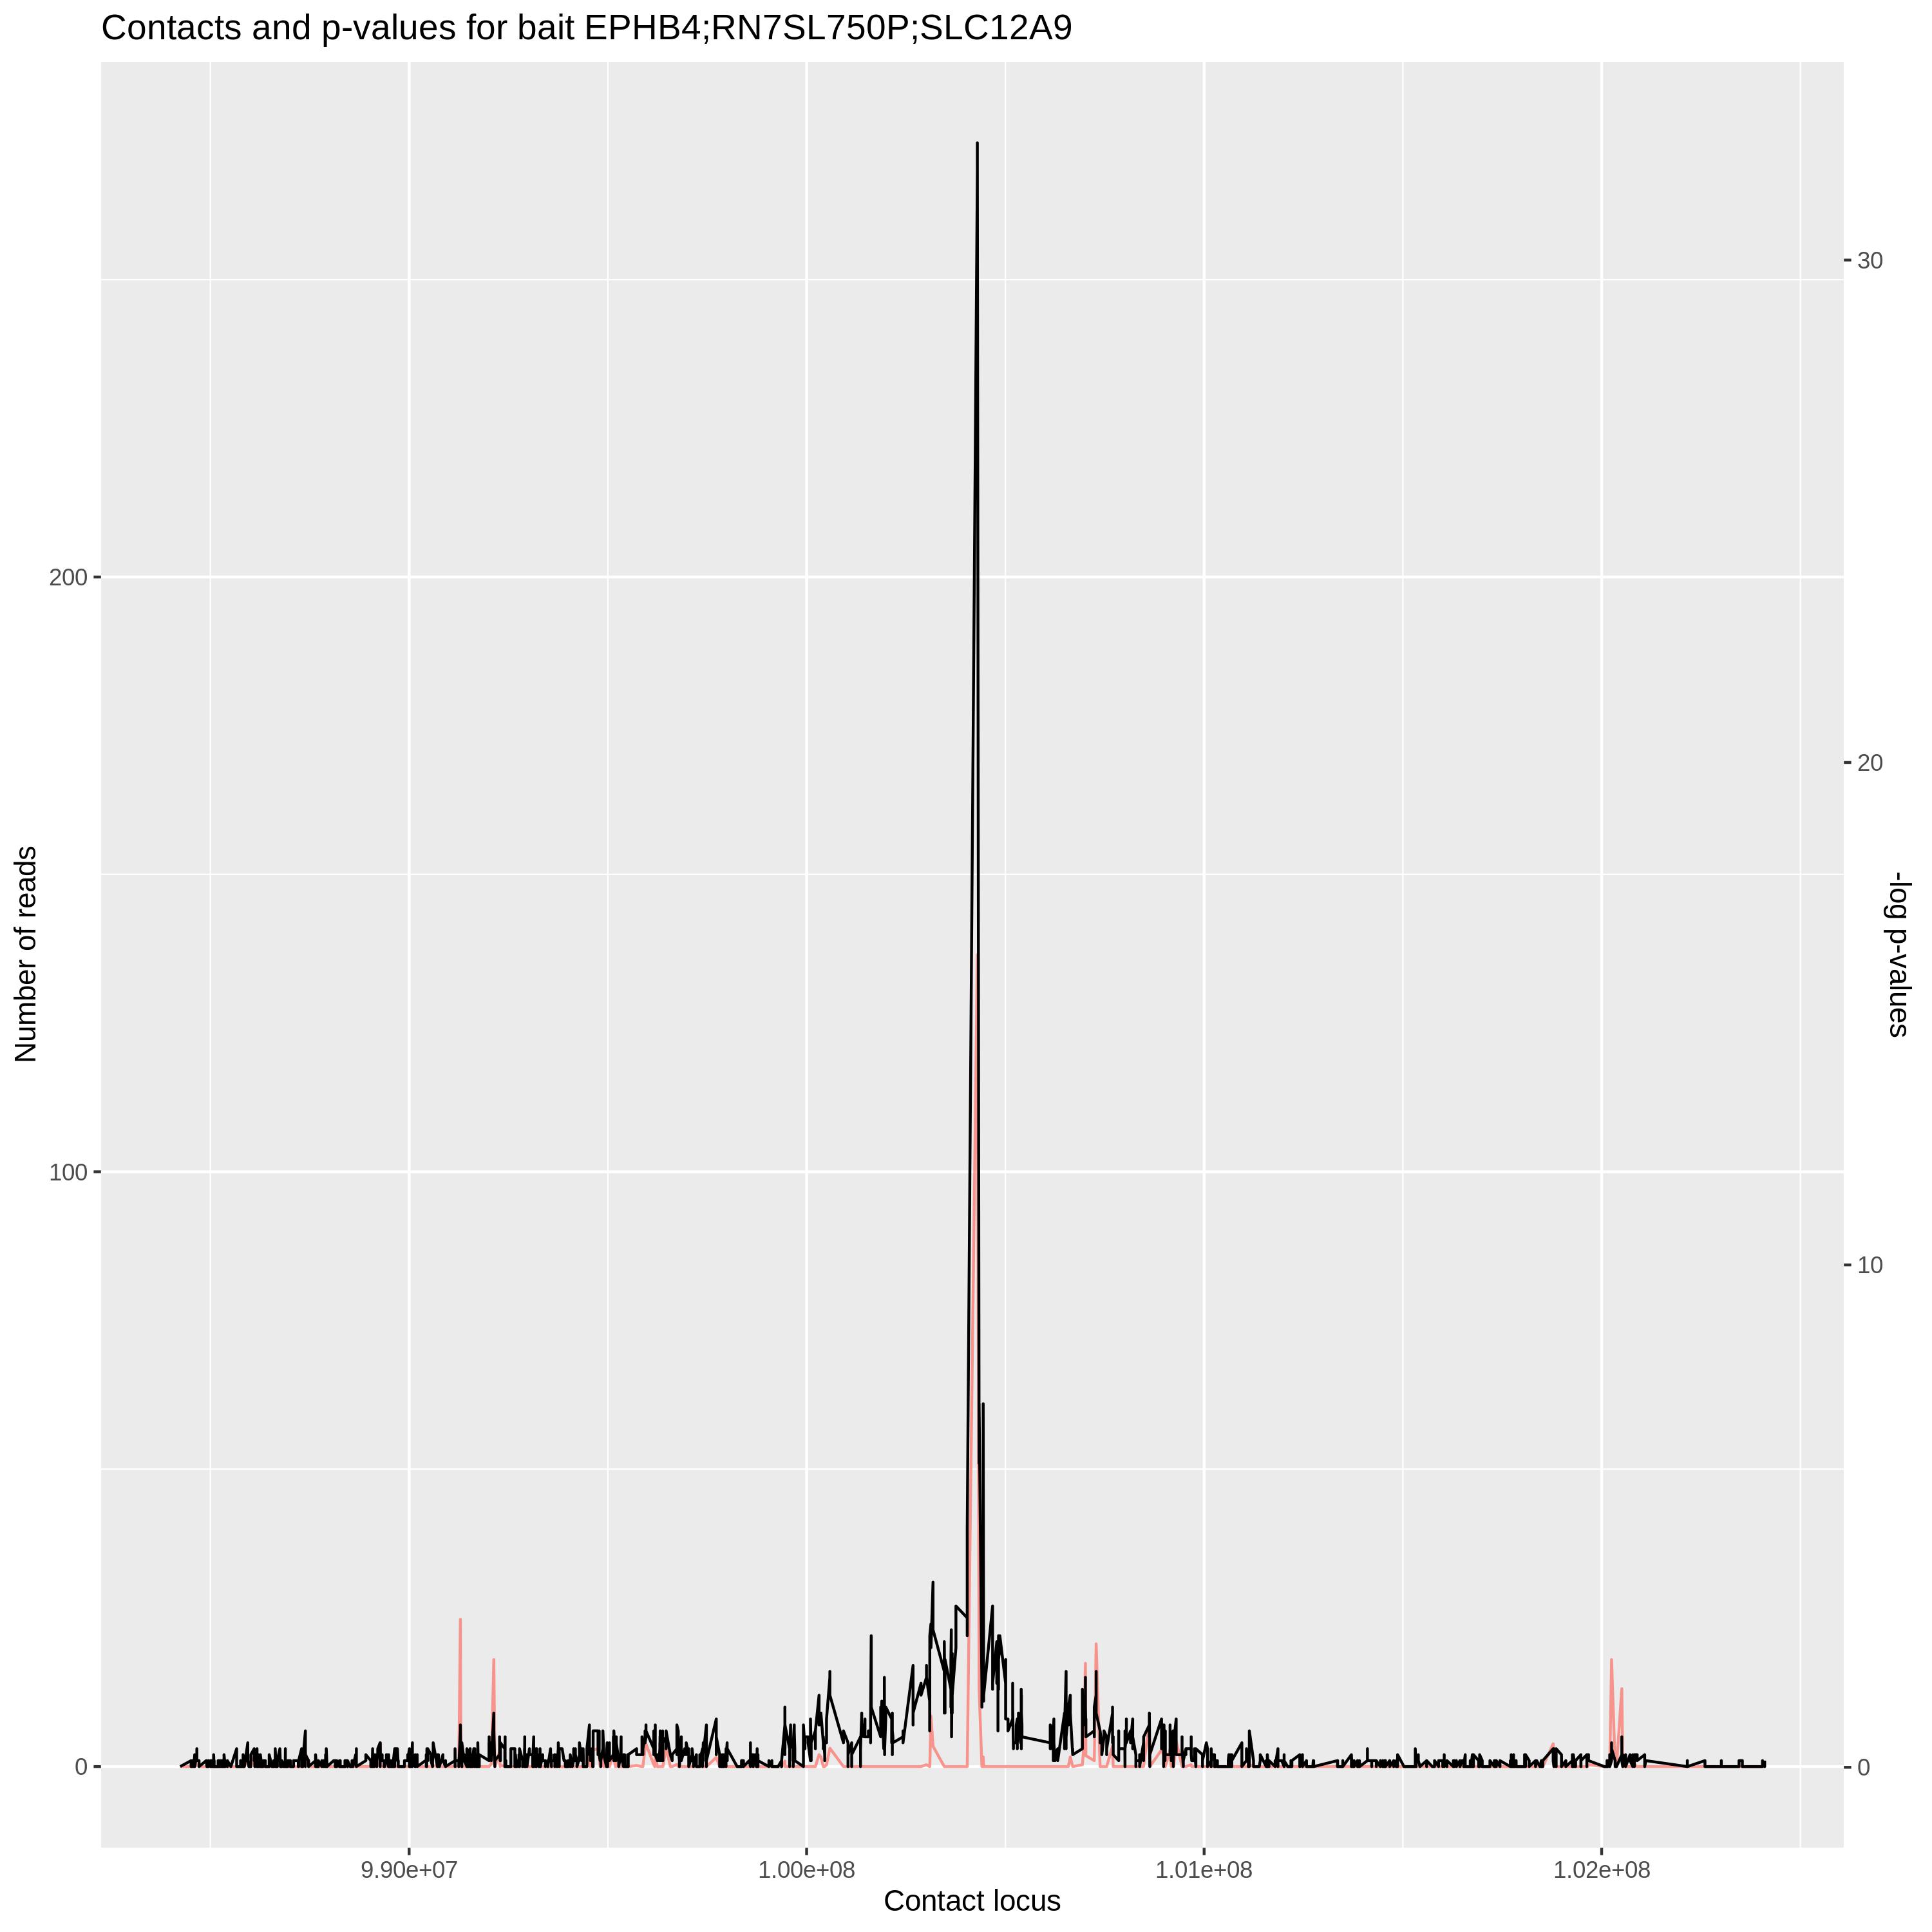 Contacts and p-values for bait EPHB4;RN7SL750P;SLC12A9
30
200
20
Number of reads
-log p-values
100
10
0
0
9.90e+07
1.00e+08
1.01e+08
1.02e+08
Contact locus